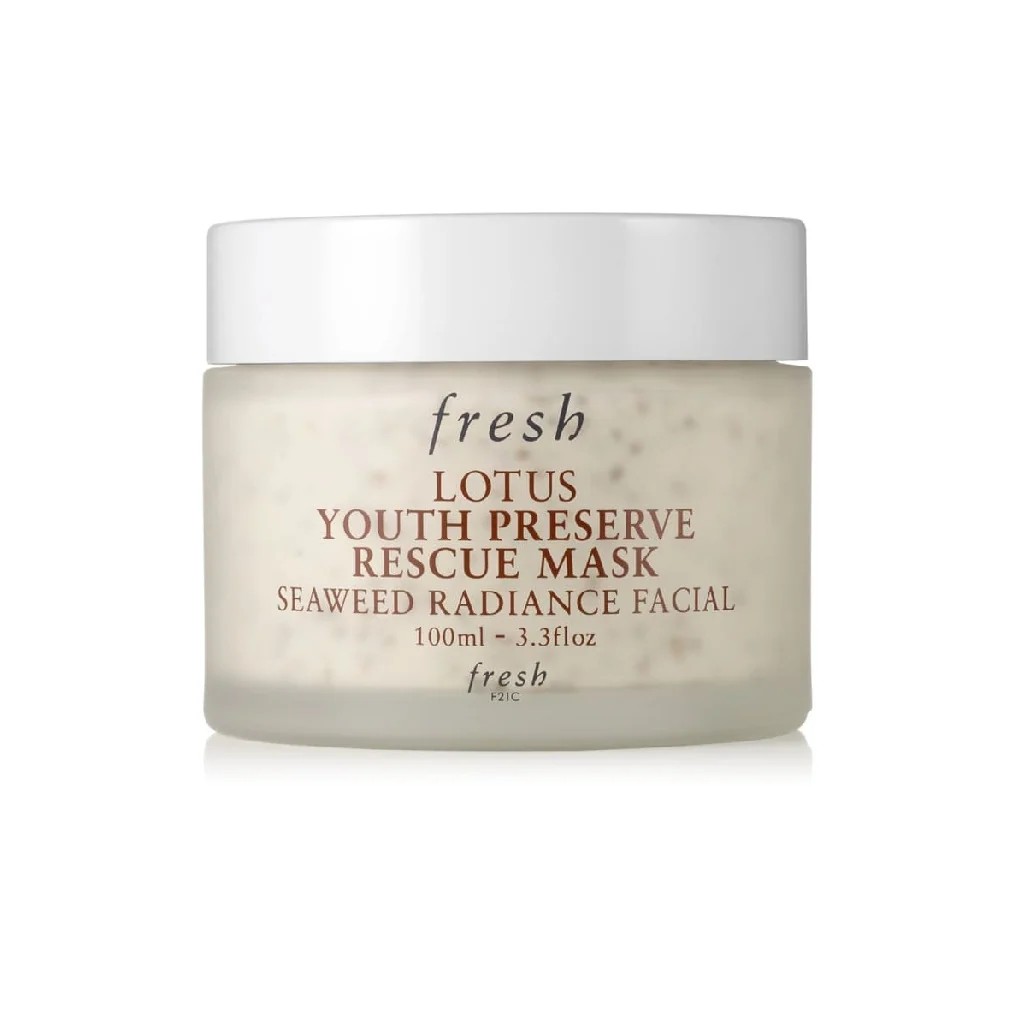 fresh
LOTUS
YOUTH PRESERVE
RESCUE MASK
SEAWEED RADIANCE FACIAL
100ml - 3.3floz
fresh
F21C